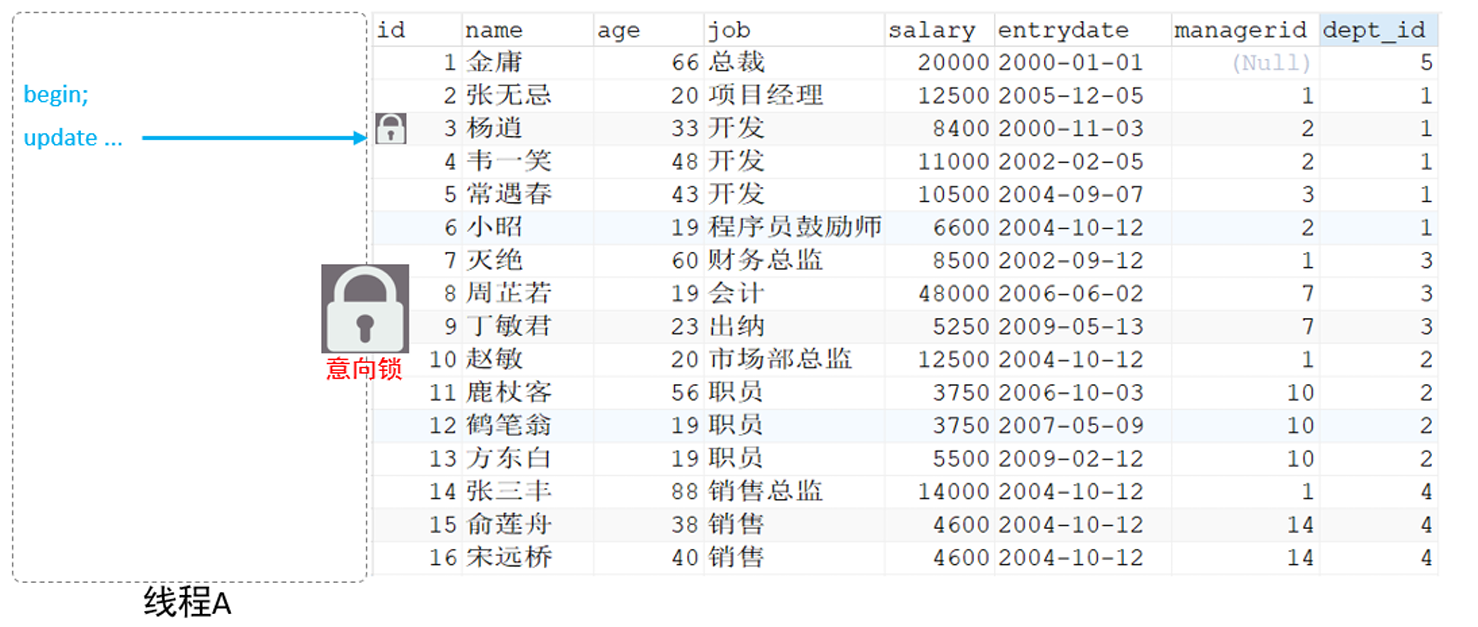 id name age job salary entrydate managerid dept_id
1 金庸 66 总裁 20000 2000-01-01 (Null) 5
begin;
2 张无忌 20 项目经理 12500 2005-12-05 1 1
update ...
3 杨逍 33 开发 8400 2000-11-03 2 1
4 韦一笑 48 开发 11000 2002-02-05 2 1
5 常遇春 43 开发 10500 2004-09-07 3 1
6 小昭 19 程序员鼓励师 6600 2004-10-12 2 1
7 灭绝 60 财务总监 8500 2002-09-12 1 3
8 周芷若 19 会计 48000 2006-06-02 7 3
9 丁敏君 23 出纳 5250 2009-05-13 7 3
意向锁
10 赵敏 20 市场部总监 12500 2004-10-12 1 2
11 鹿杖客 56 职员 3750 2006-10-03 10 2
12 鹤笔翁 19 职员 3750 2007-05-09 10 2
13 方东白 19 职员 5500 2009-02-12 10 2
14 张三丰 88 销售总监 14000 2004-10-12 1 4
15 俞莲舟 38 销售 4600 2004-10-12 14 4
16 宋远桥 40 销售 4600 2004-10-12 14 4
线程A